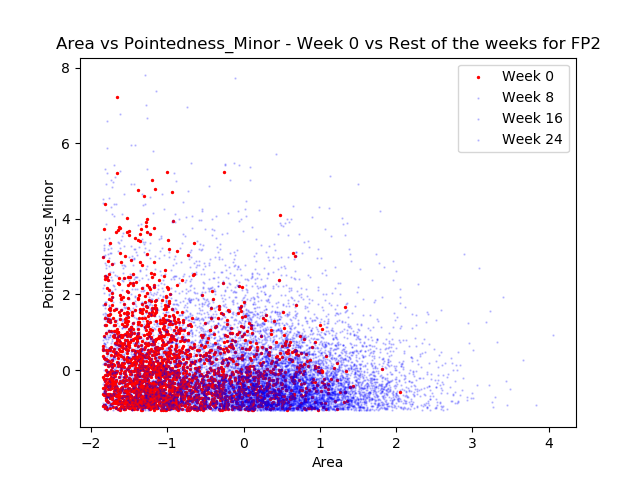 Area vs Pointedness_Minor - Week 0 vs Rest of the weeks for FP2
Week 0
Week 8
Week 16
Week 24
Pointedness_Minor
8
6
4
2
0
−2
−1
0
1
2
3
4
Area